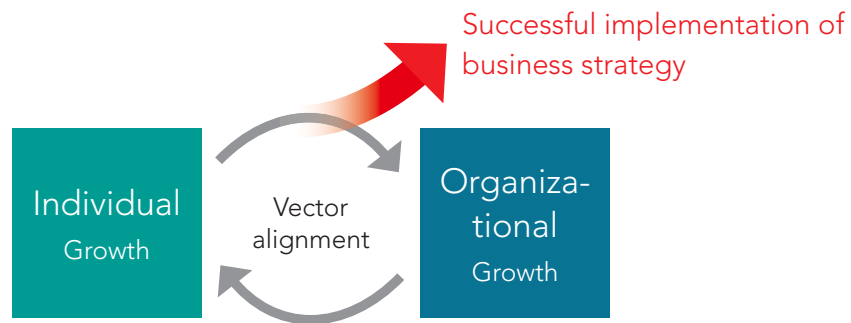 Successful implementation of
business strategy
Individual
Growth
Vector
alignment
Organiza-
tional
Growth